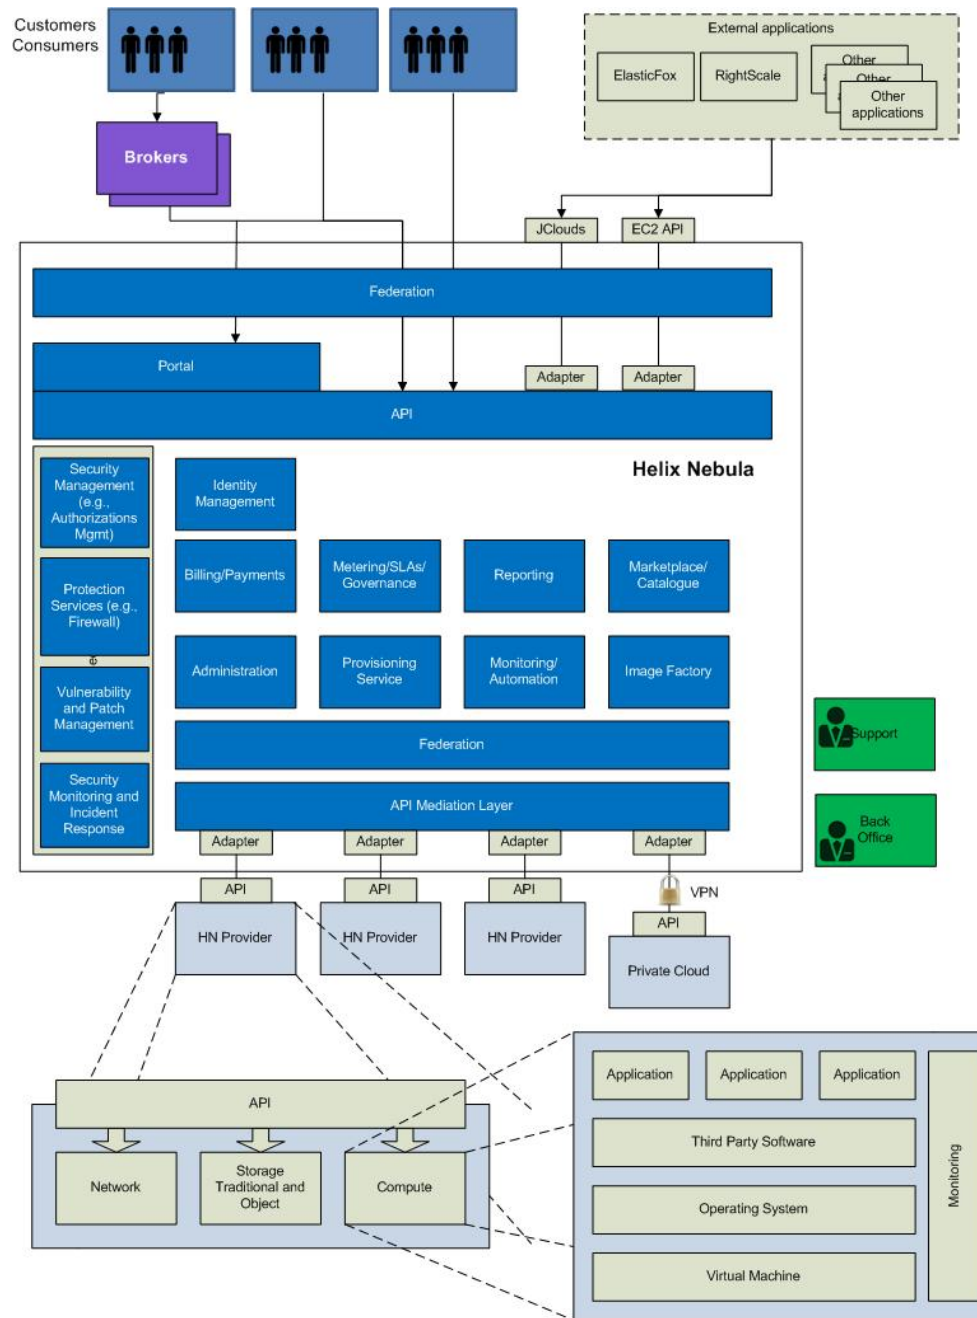 Customers
Consumers
External applications
ElasticFox
RightScale
Other
Other
Other
applications
Brokers
JClouds
EC2 API
Federation
Portal
Adapter
Adapter
API
Helix Nebula
Security
Management
(e.g.,
Authorizations
Mgmt)
Identity
Management
Protection
Services (e.g.,
Firewall)
Billing/Payments
Metering/SLAs/
Governance
Reporting
Marketplace/
Catalogue
Vulnerability
and Patch
Management
Administration
Provisioning
Service
Monitoring/
Automation
Image Factory
Federation
Support
Security
Monitoring and
Incident
Response
API Mediation Layer
Back
Office
Adapter
Adapter
Adapter
Adapter
API
API
API
VPN
HN Provider
HN Provider
HN Provider
API
Private Cloud
API
Network
Storage
Traditional and
Object
Compute
Application
Application
Application
Third Party Software
Operating System
Virtual Machine
Monitoring